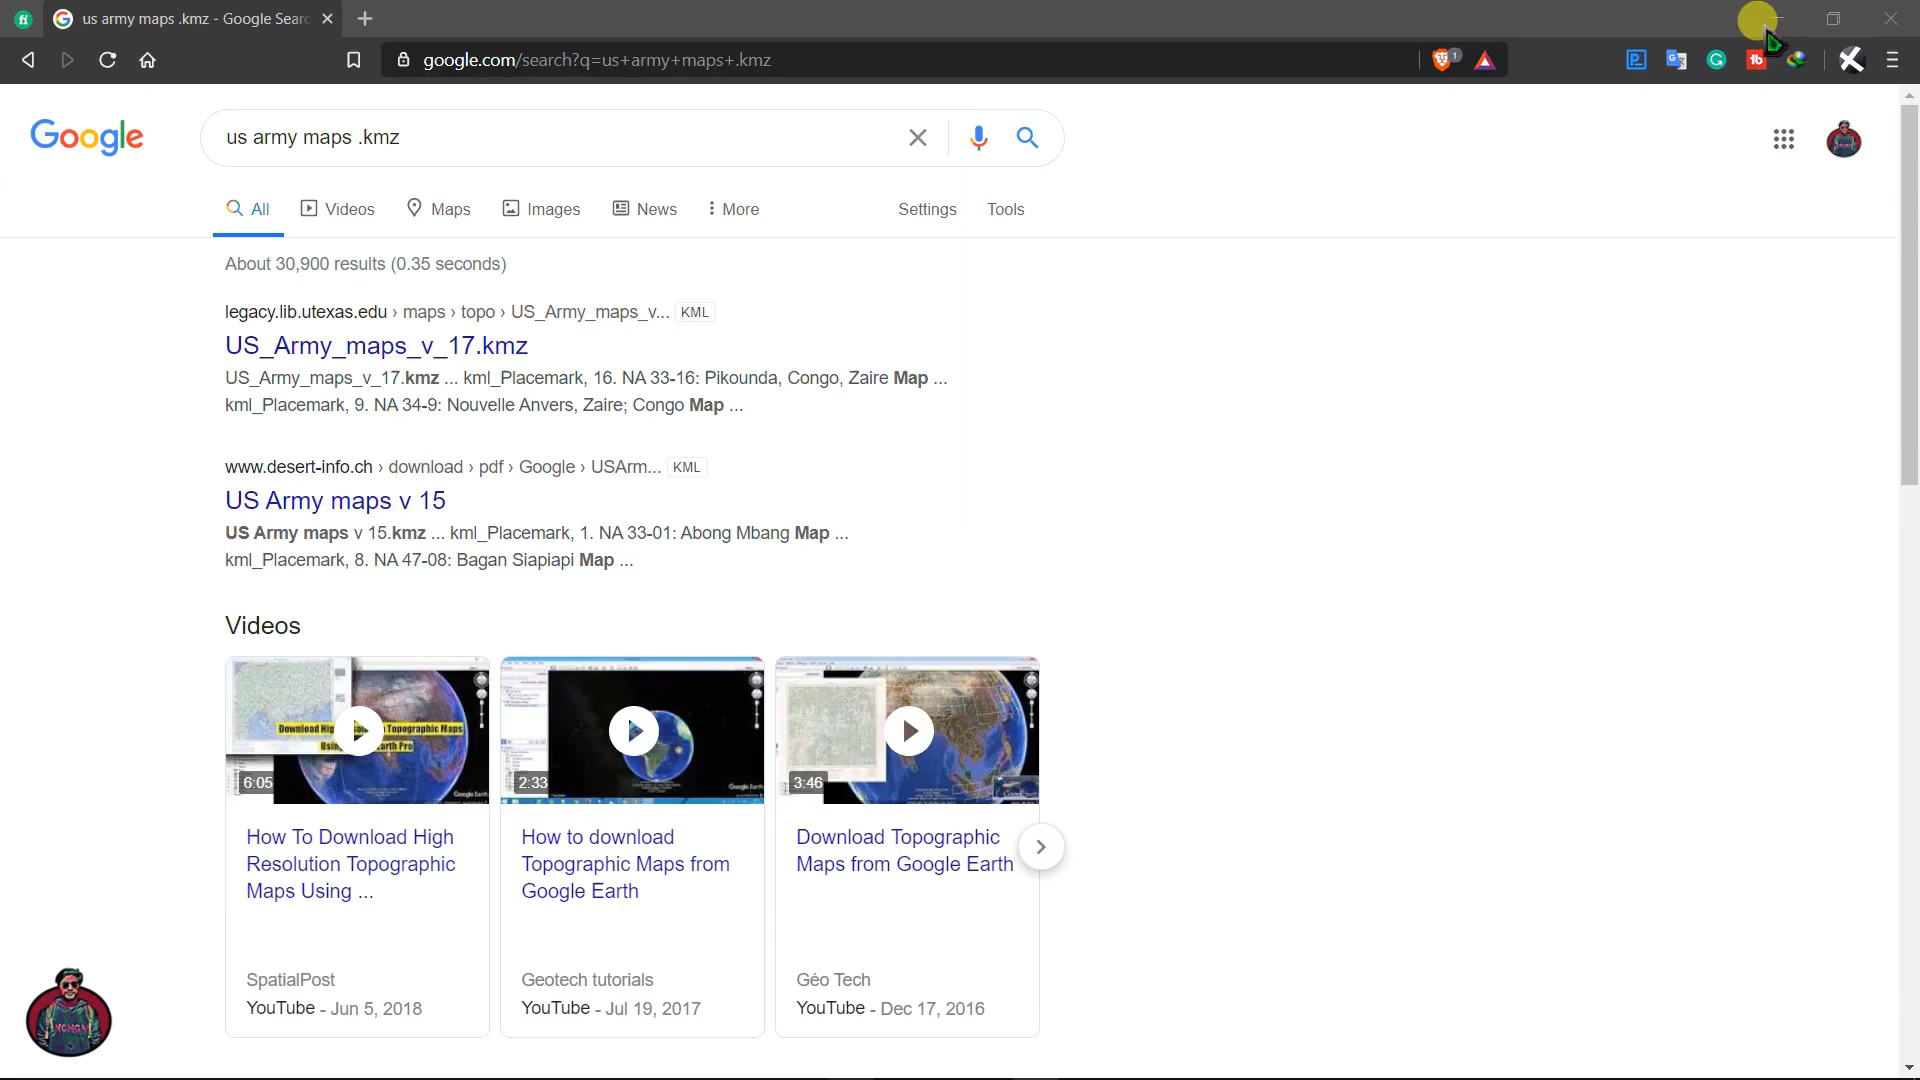 us army maps .kmz - Google Searc
google.com/search?q=us+army+maps+.kmz
1
Google
us army maps .kmz
All
Videos
Maps
Images
News
More
Settings
Tools
About 30,900 results (0.35 seconds)
legacy.lib.utexas.edu › maps › topo › US_Army_maps_v... KML
US_Army_maps_v_17.kmz
US_Army_maps_v_17.kmz ... kml_Placemark, 16. NA 33-16: Pikounda, Congo, Zaire Map ...
kml_Placemark, 9. NA 34-9: Nouvelle Anvers, Zaire; Congo Map ...
www.desert-info.ch › download › pdf › Google › USArm... KML
US Army maps v 15
US Army maps v 15.kmz ... kml_Placemark, 1. NA 33-01: Abong Mbang Map ...
kml_Placemark, 8. NA 47-08: Bagan Siapiapi Map ...
Videos
6:05
How To Download High
Resolution Topographic
Maps Using ...
SpatialPost
YouTube - Jun 5, 2018
2:33
How to download
Topographic Maps from
Google Earth
Geotech tutorials
YouTube - Jul 19, 2017
3:46
Download Topographic
Maps from Google Earth
Géo Tech
YouTube - Dec 17, 2016